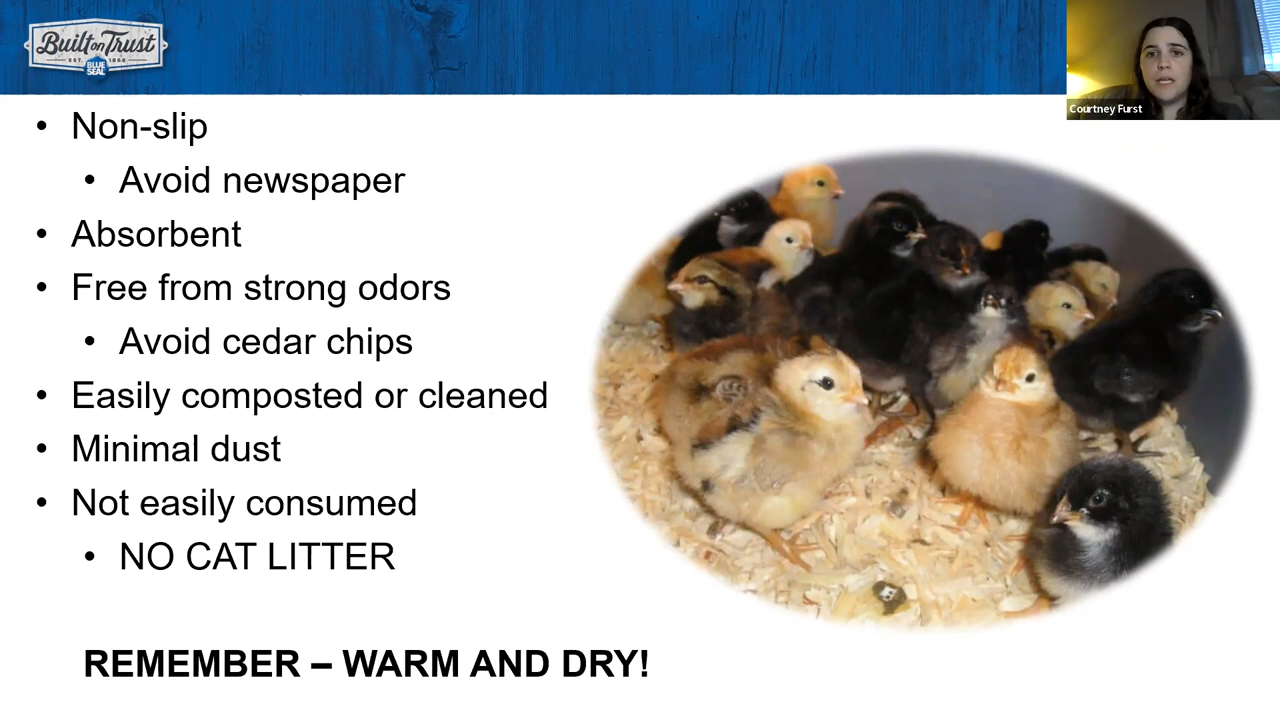 Built on Trust
EST. 1868
BLUE SEAL
Courtney Furst
• Non-slip
• Avoid newspaper
• Absorbent
• Free from strong odors
• Avoid cedar chips
• Easily composted or cleaned
• Minimal dust
• Not easily consumed
• NO CAT LITTER
REMEMBER – WARM AND DRY!